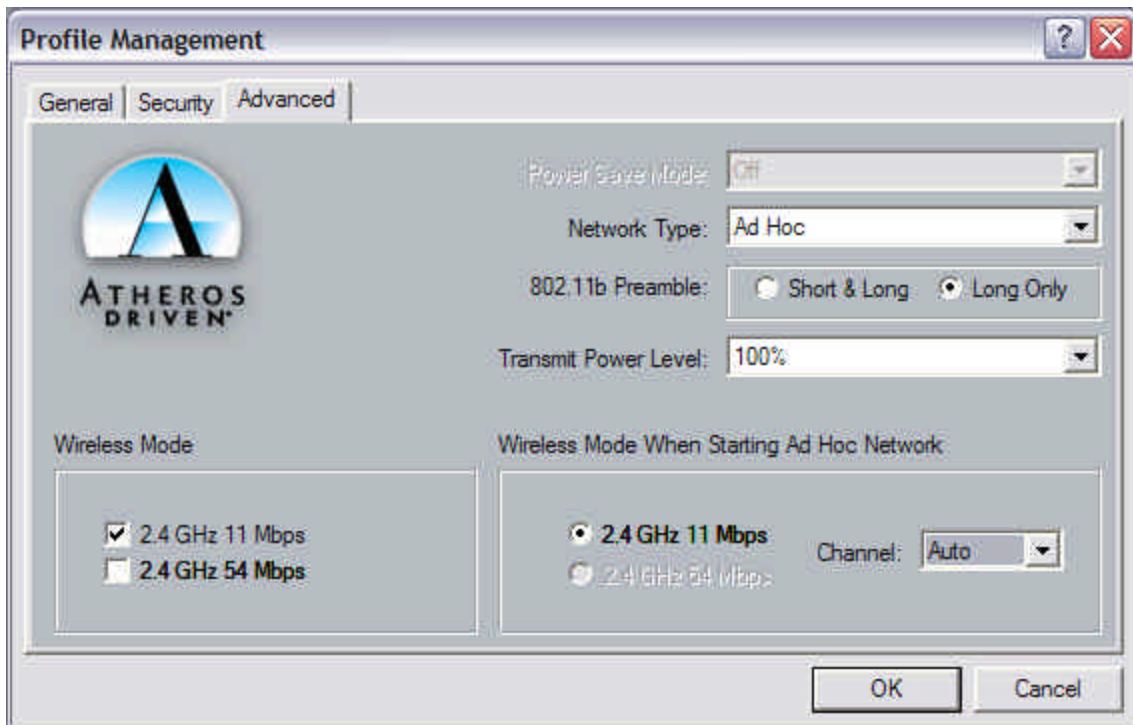 Profile Management
General Security Advanced
Power Save Mode: Off
Network Type: Ad Hoc
802.11b Preamble: Short & Long Long Only
Transmit Power Level: 100%
ATHEROS
DRIVEN®
Wireless Mode
2.4 GHz 11 Mbps
2.4 GHz 54 Mbps
Wireless Mode When Starting Ad Hoc Network
2.4 GHz 11 Mbps
2.4 GHz 54 Mbps
Channel: Auto
OK Cancel